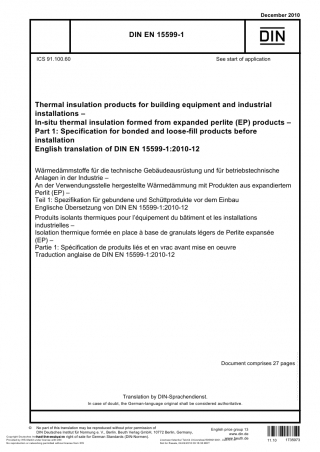 December 2010
DIN EN 15599-1
DIN
ICS 91.100.60
See start of application
Thermal insulation products for building equipment and industrial
installations –
In-situ thermal insulation formed from expanded perlite (EP) products –
Part 1: Specification for bonded and loose-fill products before
installation
English translation of DIN EN 15599-1:2010-12
Wärmedämmstoffe für die technische Gebäudeausrüstung und für betriebstechnische
Anlagen in der Industrie –
An der Verwendungsstelle hergestellte Wärmedämmung mit Produkten aus expandiertem
Perlit (EP) –
Teil 1: Spezifikation für gebundene und Schüttprodukte vor dem Einbau
Englische Übersetzung von DIN EN 15599-1:2010-12
Produits isolants thermiques pour l'équipement du bâtiment et les installations
industrielles –
Isolation thermique formée en place à base de granulats légers de Perlite expansée
(EP) –
Partie 1: Spécification de produits liés et en vrac avant mise en oeuvre
Traduction anglaise de DIN EN 15599-1:2010-12
Document comprises 27 pages
Translation by DIN-Sprachendienst.
In case of doubt, the German-language original shall be considered authoritative.
No part of this translation may be reproduced without prior permission of
DIN Deutsches Institut für Normung e. V., Berlin. Beuth Verlag GmbH, 10772 Berlin, Germany,
right of sale for German Standards (DIN-Normen).
English price group 13
www.din.de
www.beuth.de